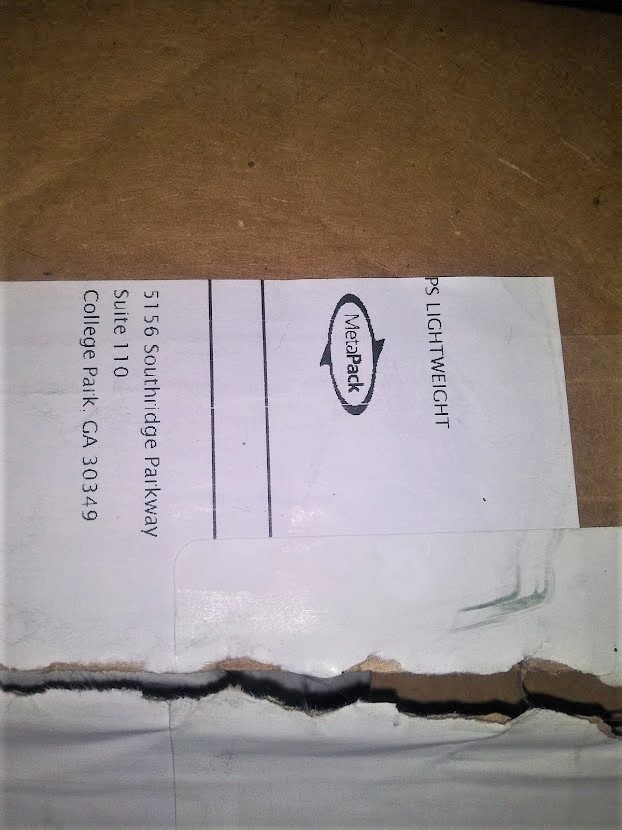 PS LIGHTWEIGHT
MetaPack
5156 Southridge Parkway
Suite 110
College Park, GA 30349